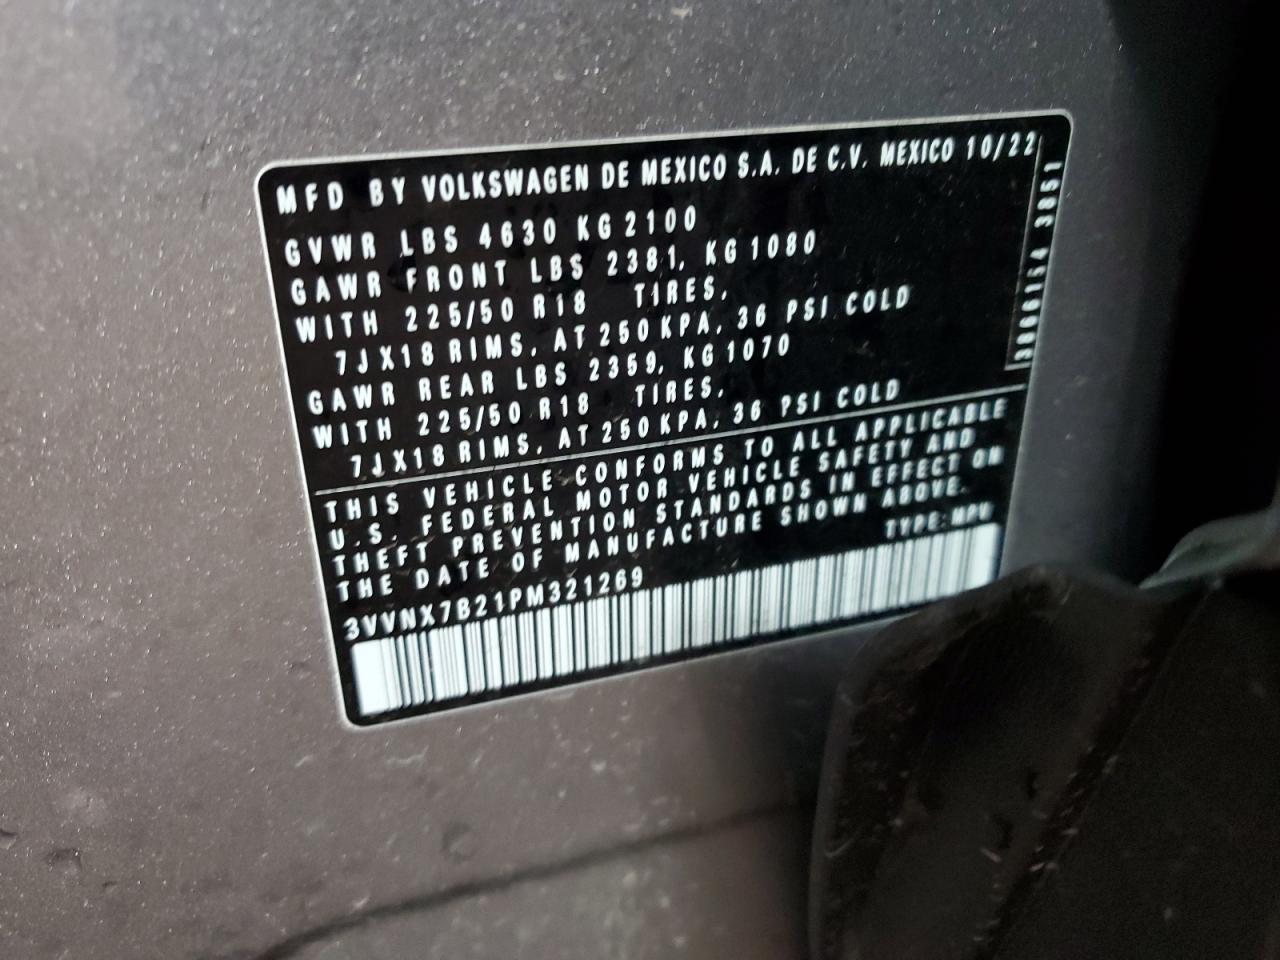 MFD BY VOLKSWAGEN DE MEXICO S.A. DE C.V. MEXICO 10/22
GVWR LBS 4630 KG 2100
GAWR FRONT LBS 2381, KG 1080
WITH 225/50 R18 TIRES,
7JX18 RIMS, AT 250 KPA, 36 PSI COLD
GAWR REAR LBS 2359, KG 1070
WITH 225/50 R18 TIRES,
7JX18 RIMS, AT 250 KPA, 36 PSI COLD
THIS VEHICLE CONFORMS TO ALL APPLICABLE
U.S. FEDERAL MOTOR VEHICLE SAFETY AND
THEFT PREVENTION STANDARDS IN EFFECT ON
THE DATE OF MANUFACTURE SHOWN ABOVE.
TYPE: MPV
3VVNX7B21PM321269
3051